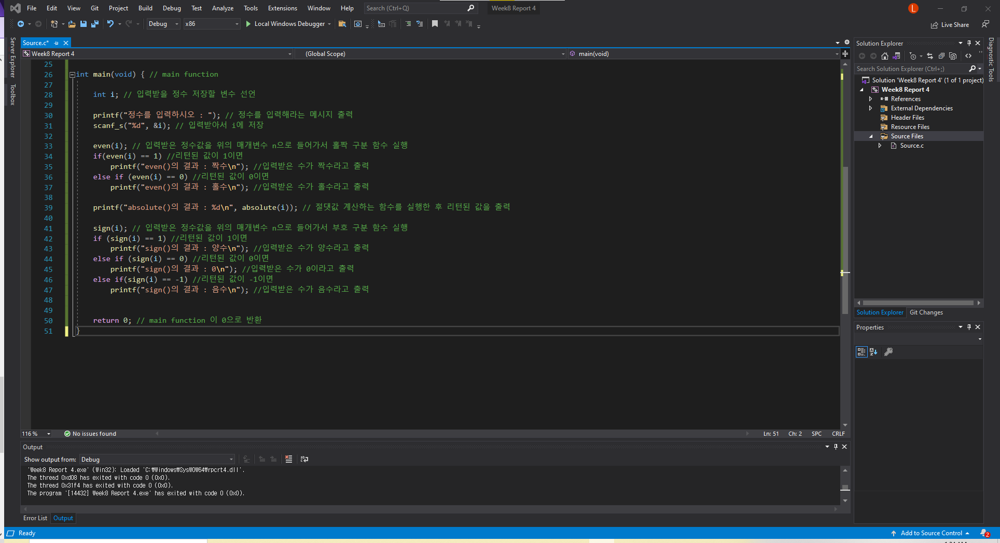 File Edit View Git Project Build Debug Test Analyze Tools Extensions Window Help Search (Ctrl+Q) Week8 Report 4 L
Debug x86 Local Windows Debugger Live Share
Server Explorer
Toolbox
Source.c*
Week8 Report 4 (Global Scope) main(void)
25
26 int main(void) { // main function
27
28 int i; // 입력받을 정수 저장할 변수 선언
29
30 printf("정수를 입력하시오 : "); // 정수를 입력해라는 메시지 출력
31 scanf_s("%d", &i); // 입력받아서 i에 저장
32
33 even(i); // 입력받은 정수값을 위의 매개변수 n으로 들어가서 홀짝 구분 함수 실행
34 if(even(i) == 1) //리턴된 값이 1이면
35 printf("even()의 결과 : 짝수\n"); //입력받은 수가 짝수라고 출력
36 else if (even(i) == 0) //리턴된 값이 0이면
37 printf("even()의 결과 : 홀수\n"); //입력받은 수가 홀수라고 출력
38
39 printf("absolute()의 결과 : %d\n", absolute(i)); // 절댓값 계산하는 함수를 실행한 후 리턴된 값을 출력
40
41 sign(i); // 입력받은 정수값을 위의 매개변수 n으로 들어가서 부호 구분 함수 실행
42 if (sign(i) == 1) //리턴된 값이 1이면
43 printf("sign()의 결과 : 양수\n"); //입력받은 수가 양수라고 출력
44 else if (sign(i) == 0) //리턴된 값이 0이면
45 printf("sign()의 결과 : 0\n"); //입력받은 수가 0이라고 출력
46 else if(sign(i) == -1) //리턴된 값이 -1이면
47 printf("sign()의 결과 : 음수\n"); //입력받은 수가 음수라고 출력
48
49
50 return 0; // main function 이 0으로 반환
51 }
116 % No issues found Ln: 51 Ch: 2 SPC CRLF
Output
Show output from: Debug
'Week8 Report 4.exe' (Win32): Loaded 'C:₩Windows₩SysWOW64₩rpcrt4.dll'.
The thread 0xd08 has exited with code 0 (0x0).
The thread 0x31f4 has exited with code 0 (0x0).
The program '[14432] Week8 Report 4.exe' has exited with code 0 (0x0).
Error List Output
Solution Explorer
Search Solution Explorer (Ctrl+;)
Solution 'Week8 Report 4' (1 of 1 project)
Week8 Report 4
References
External Dependencies
Header Files
Resource Files
Source Files
Source.c
Solution Explorer Git Changes
Properties
Diagnostic Tools
Ready Add to Source Control 2